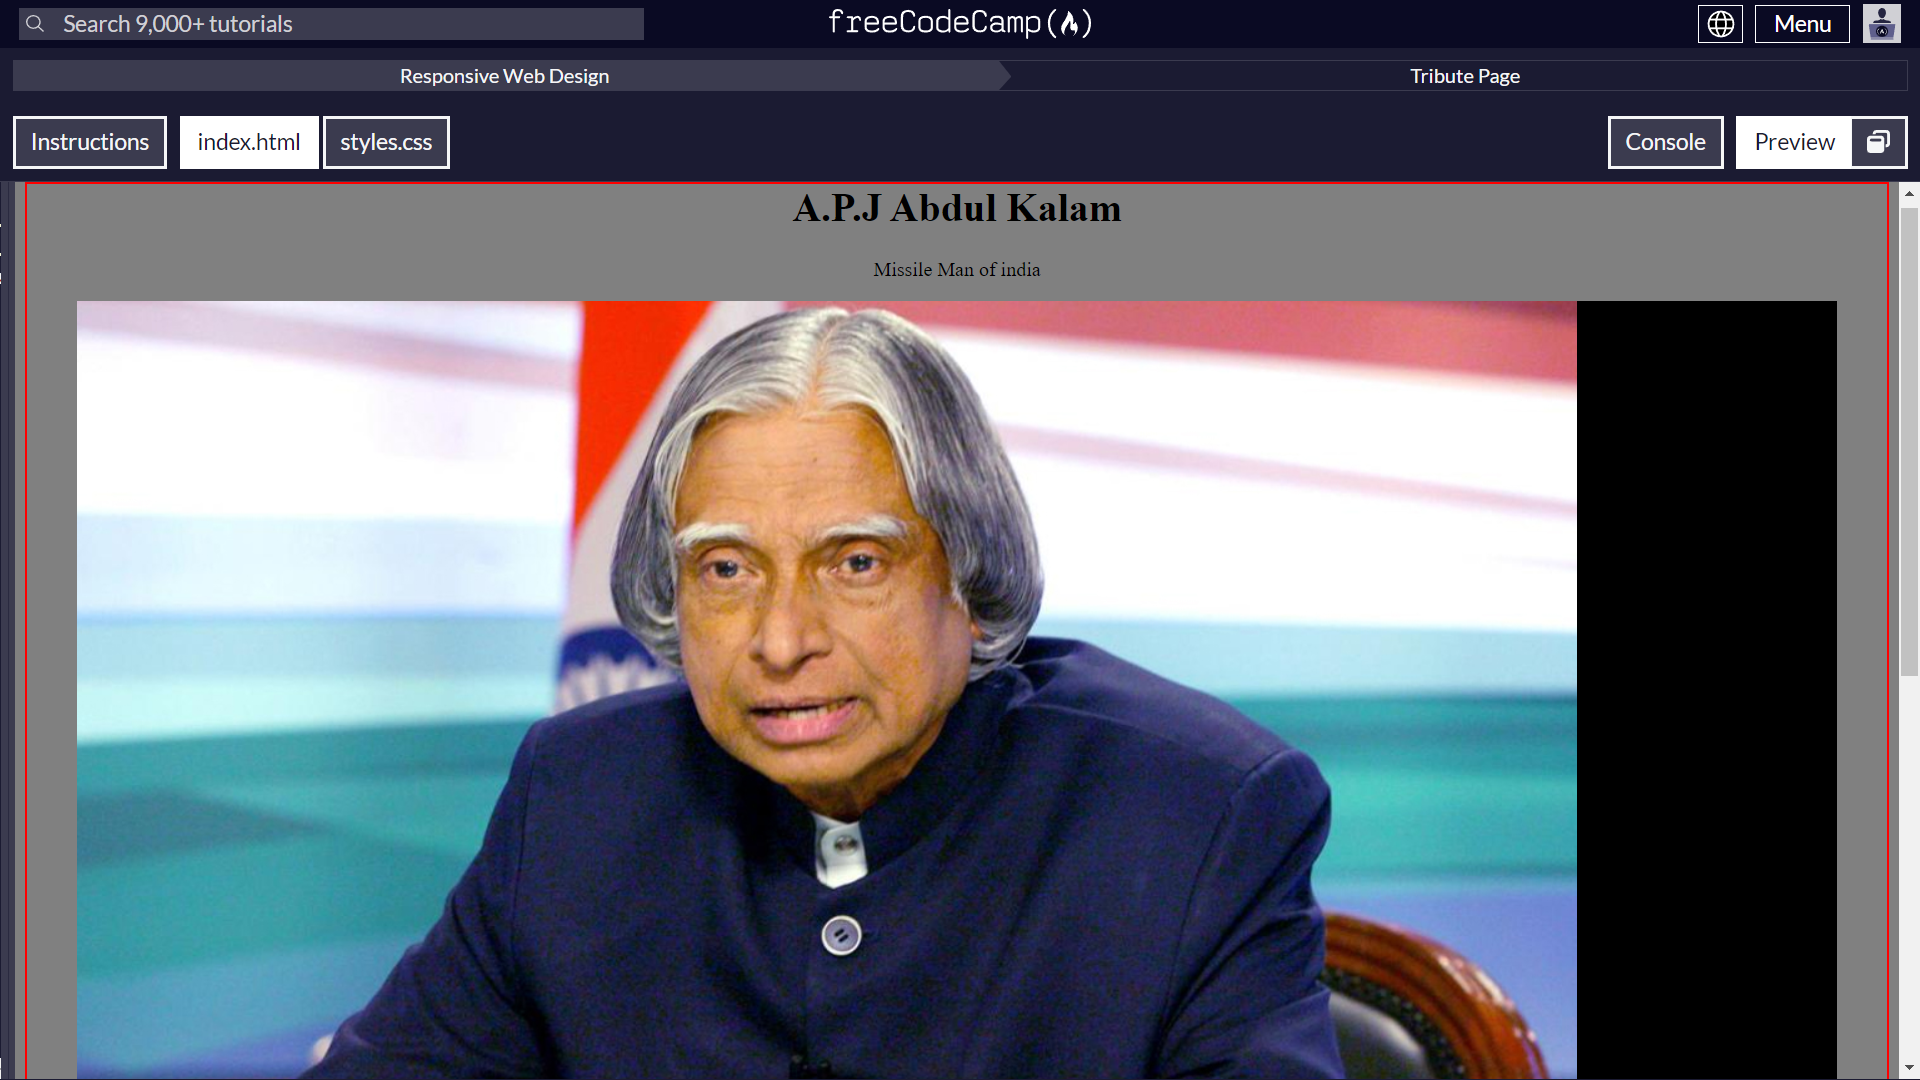 Search 9,000+ tutorials
freeCodeCamp
Menu
Responsive Web Design
Tribute Page
Instructions
index.html
styles.css
Console
Preview
A.P.J Abdul Kalam
Missile Man of india